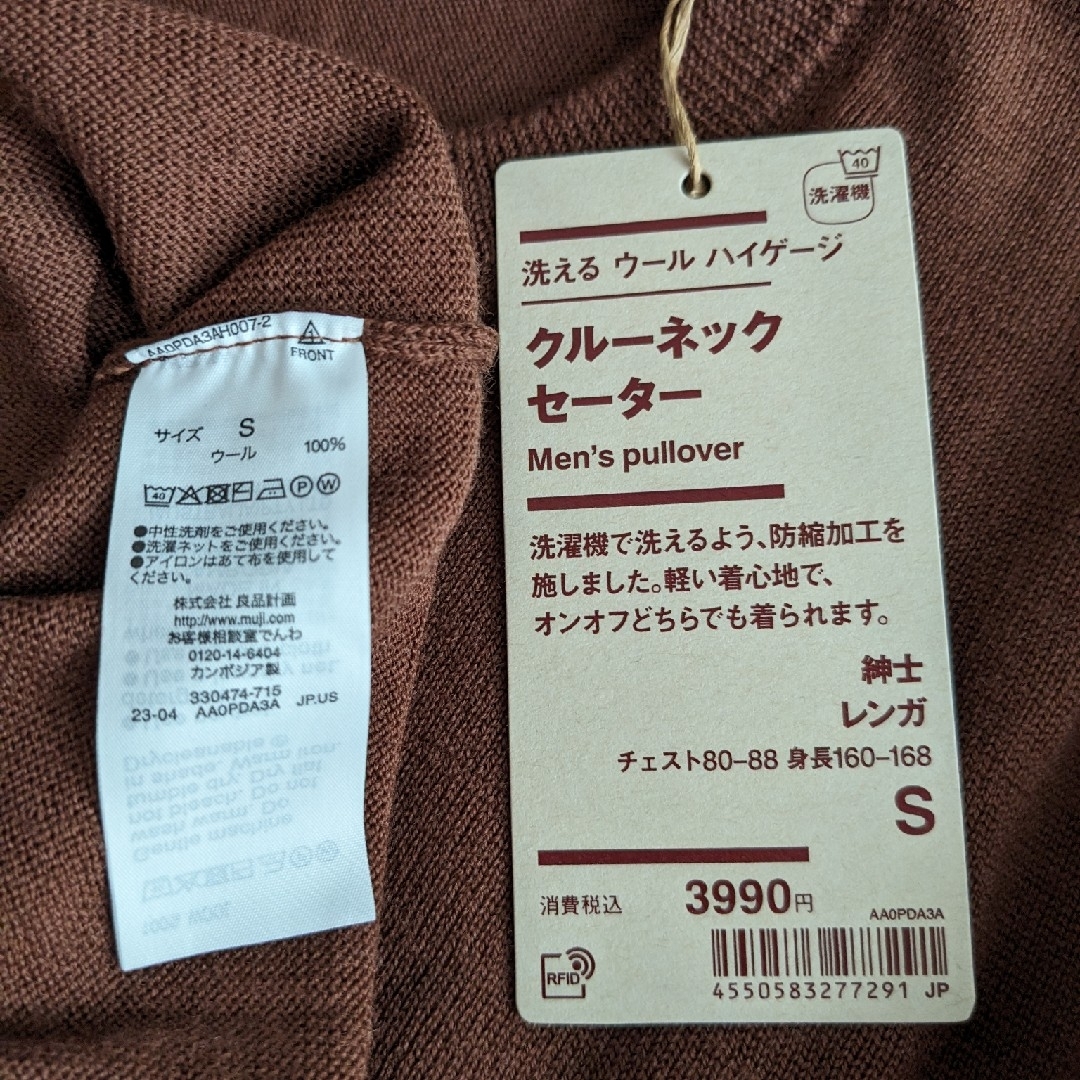 AA0PDA3AH007-2
FRONT
サイズ S
ウール 100%
40 P W
●中性洗剤をご使用ください。
●洗濯ネットをご使用ください。
●アイロンはあて布を使用して
ください。
株式会社 良品計画
http://www.muji.com
お客様相談室でんわ
0120-14-6404
カンボジア製
330474-715
23-04 AA0PDA3A JP.US
40
洗濯機
洗える ウール ハイゲージ
クルーネック
セーター
Men's pullover
洗濯機で洗えるよう、防縮加工を
施しました。軽い着心地で、
オンオフどちらでも着られます。
紳士
レンガ
チェスト80–88 身長160–168
S
消費税込 3990円
AA0PDA3A
RFID
4550583277291 JP